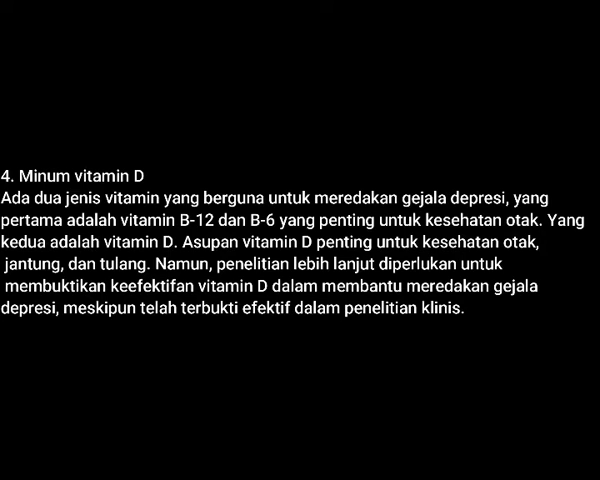 4. Minum vitamin D
Ada dua jenis vitamin yang berguna untuk meredakan gejala depresi, yang
pertama adalah vitamin B-12 dan B-6 yang penting untuk kesehatan otak. Yang
kedua adalah vitamin D. Asupan vitamin D penting untuk kesehatan otak,
jantung, dan tulang. Namun, penelitian lebih lanjut diperlukan untuk
membuktikan keefektifan vitamin D dalam membantu meredakan gejala
depresi, meskipun telah terbukti efektif dalam penelitian klinis.